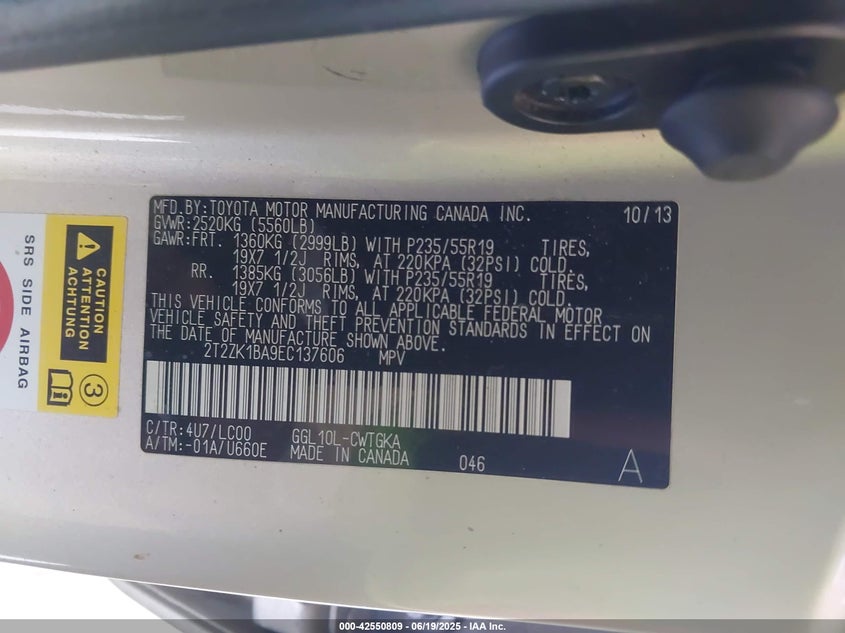 MFD.BY:TOYOTA MOTOR MANUFACTURING CANADA INC. 10/13
GVWR:2520KG (5560LB)
GAWR:FRT. 1360KG (2999LB) WITH P235/55R19 TIRES,
19X7 1/2J RIMS, AT 220KPA (32PSI) COLD.
RR. 1385KG (3056LB) WITH P235/55R19 TIRES,
19X7 1/2J RIMS, AT 220KPA (32PSI) COLD.
THIS VEHICLE CONFORMS TO ALL APPLICABLE FEDERAL MOTOR
VEHICLE SAFETY AND THEFT PREVENTION STANDARDS IN EFFECT ON
THE DATE OF MANUFACTURE SHOWN ABOVE.
2T2ZK1BA9EC137606 MPV
C/TR:4U7/LC00 GGL10L-CWTGKA
A/TM:-01A/U660E MADE IN CANADA 046 A
SRS SIDE AIRBAG
CAUTION
ATTENTION
ACHTUNG
3
000-42550809 - 06/19/2025 - IAA Inc.